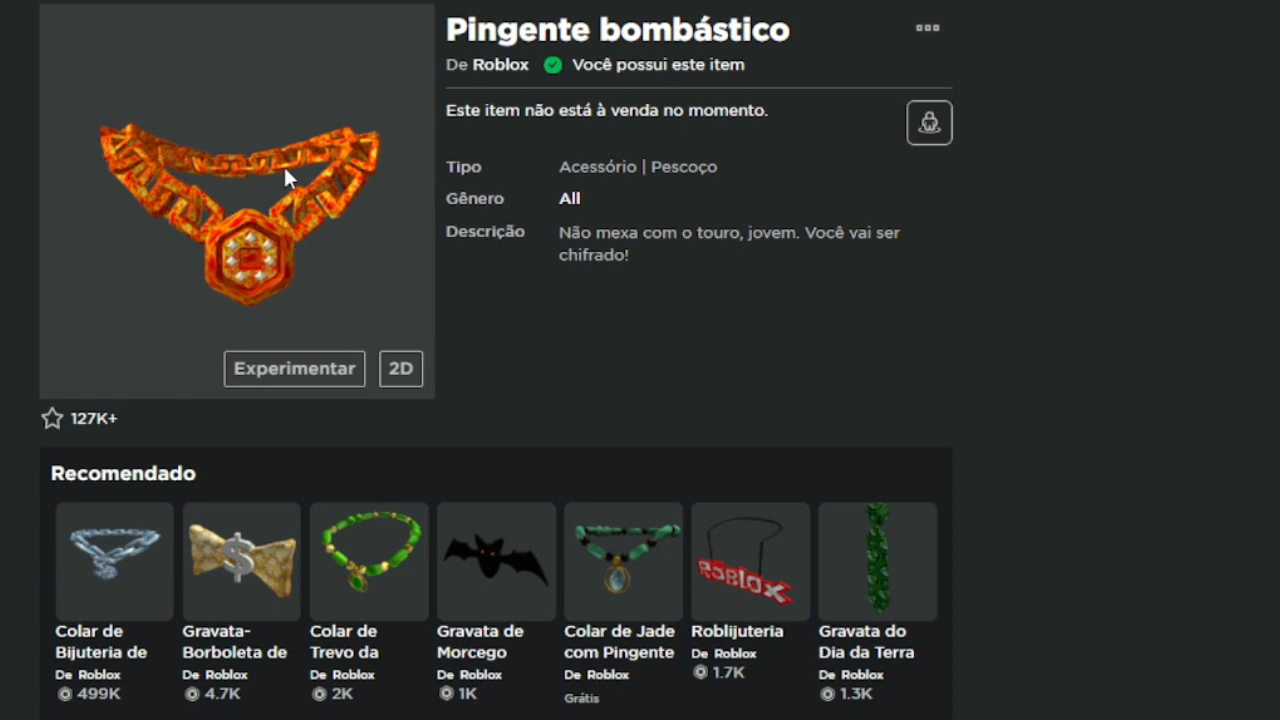 Pingente bombástico
De Roblox Você possui este item
Este item não está à venda no momento.
Tipo Acessório | Pescoço
Gênero All
Descrição Não mexa com o touro, jovem. Você vai ser
chifrado!
Experimentar 2D
127K+
Recomendado
ROBLOX
Colar de
Bijuteria de
De Roblox
499K
Gravata-
Borboleta de
De Roblox
4.7K
Colar de
Trevo da
De Roblox
2K
Gravata de
Morcego
De Roblox
1K
Colar de Jade
com Pingente
De Roblox
Grátis
Roblijuteria
De Roblox
1.7K
Gravata do
Dia da Terra
De Roblox
1.3K